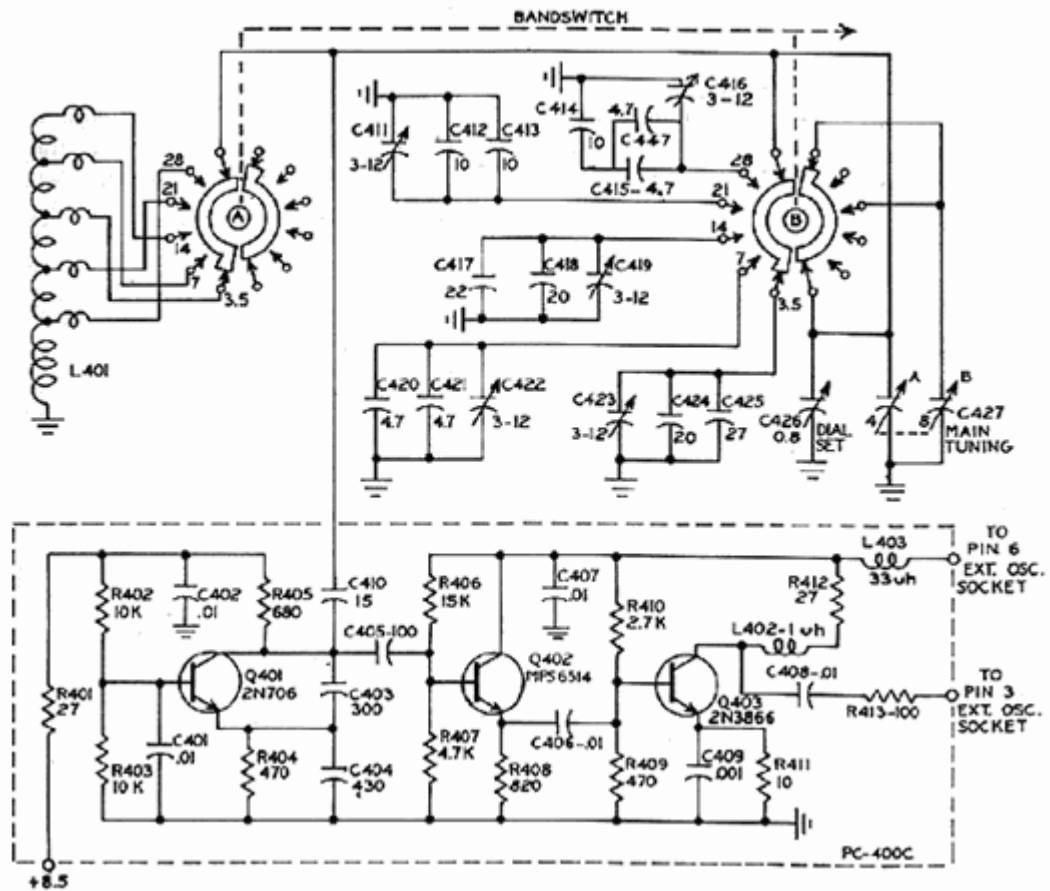 BANDSWITCH
C416
3-12
C414
10
4.7
C447
C415-4.7
C411
3-12
C412
10
C413
10
28
21
14
7
3.5
A
28
21
14
7
3.5
B
L401
C417
22
C418
20
C419
3-12
C420
4.7
C421
4.7
C422
3-12
C423
3-12
C424
20
C425
27
C426
0.8
DIAL
SET
A
4
B
8
C427
MAIN
TUNING
R402
10K
C402
.01
R405
680
C410
15
R406
15K
C407
.01
R410
2.7K
L403
33uh
TO
PIN 6
EXT. OSC.
SOCKET
R412
27
L402-1 uh
C405-100
Q401
2N706
Q402
MPS6514
Q403
2N3866
C408-.01
R413-100
TO
PIN 3
EXT. OSC.
SOCKET
R401
27
C403
300
C401
.01
R403
10K
R404
470
C404
430
R407
4.7K
R408
820
C406-.01
R409
470
C409
.001
R411
10
PC-400C
+8.5